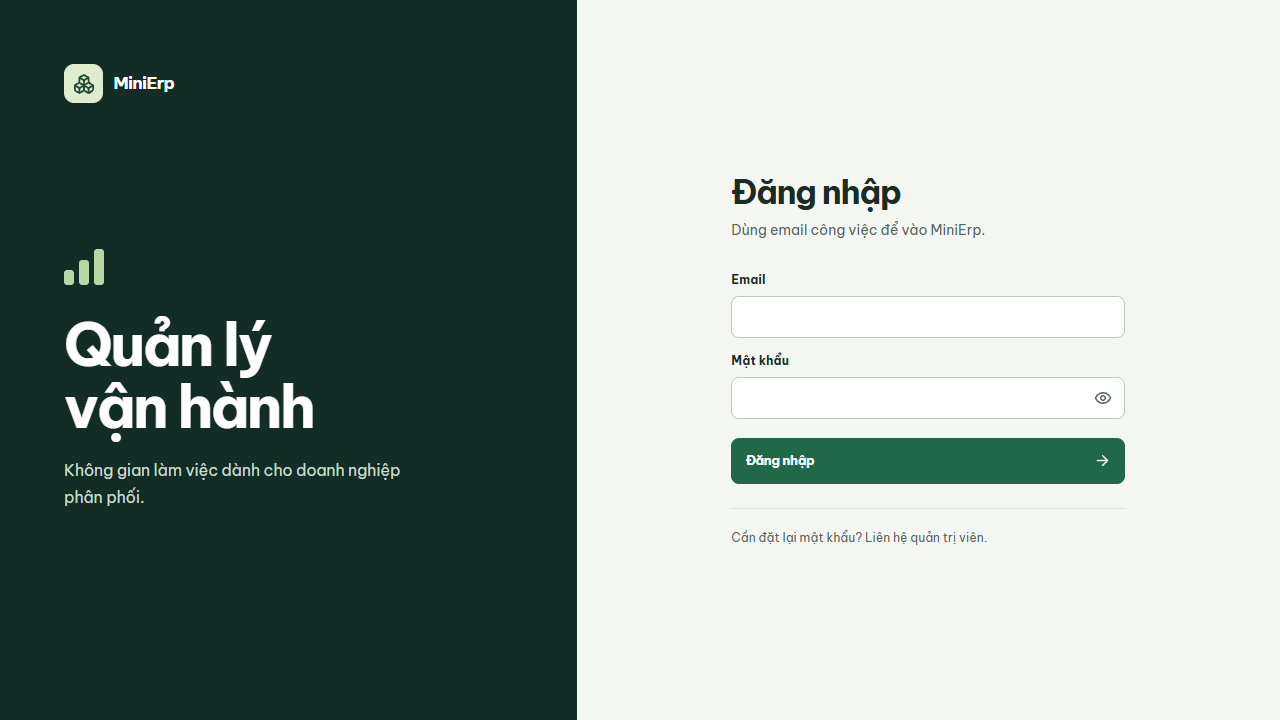 MiniErp
Quản lý
vận hành
Không gian làm việc dành cho doanh nghiệp
phân phối.
Đăng nhập
Dùng email công việc để vào MiniErp.
Email
Mật khẩu
Đăng nhập
Cần đặt lại mật khẩu? Liên hệ quản trị viên.